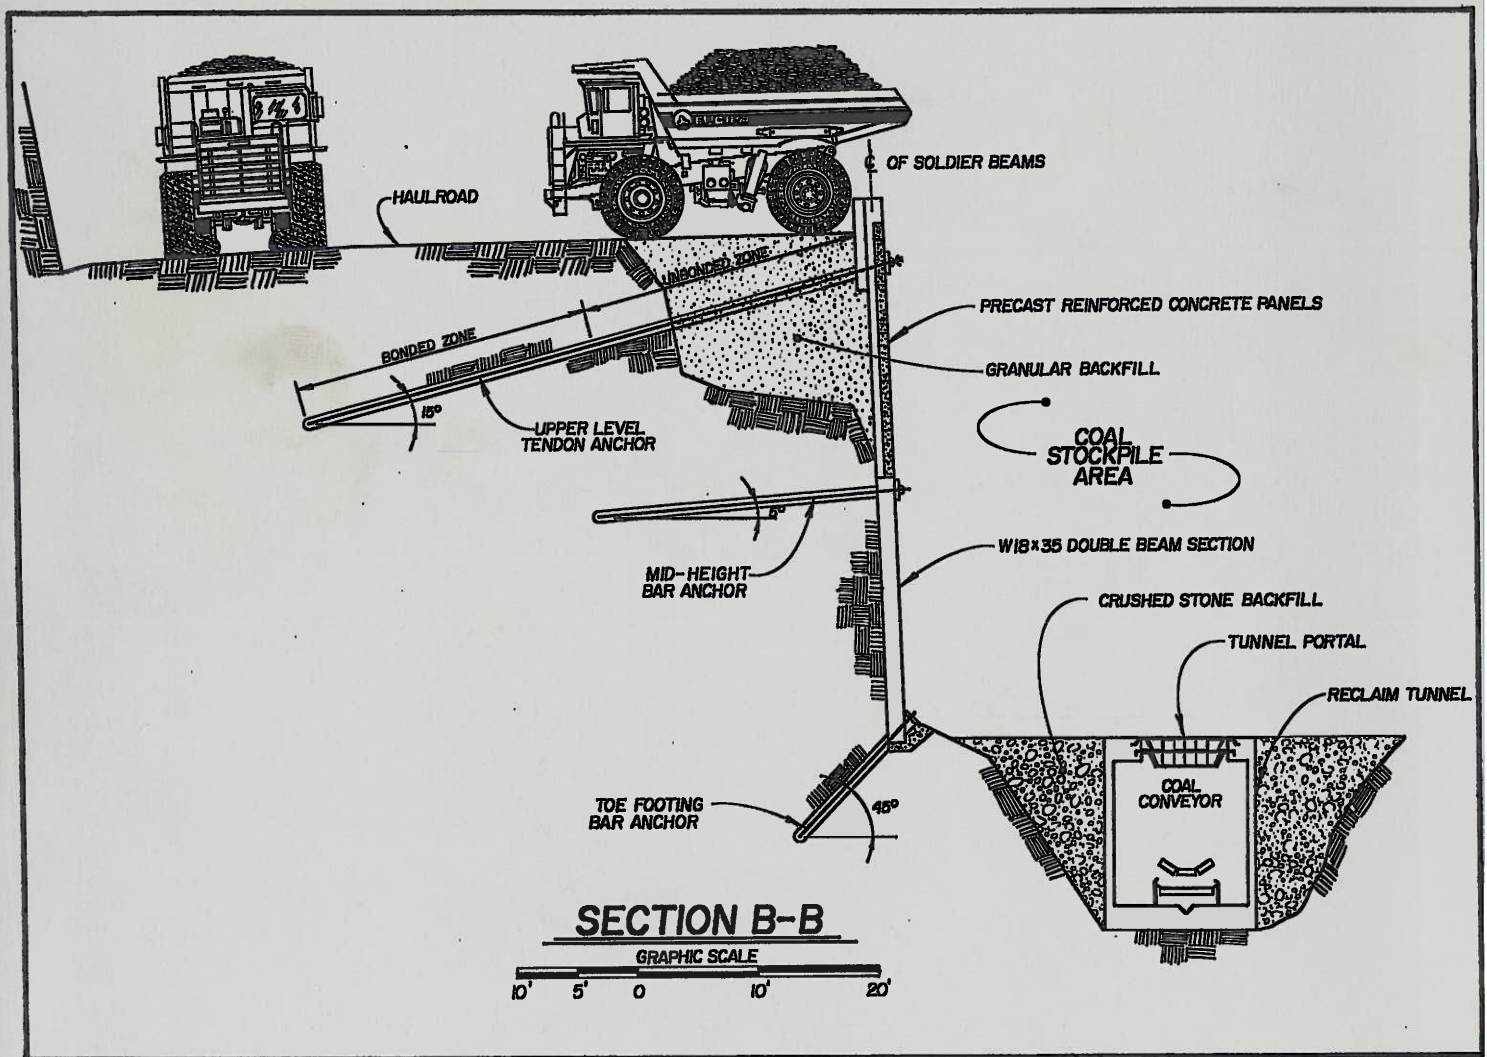 ℄ OF SOLDIER BEAMS
HAULROAD
UNBONDED ZONE
BONDED ZONE
PRECAST REINFORCED CONCRETE PANELS
GRANULAR BACKFILL
15°
UPPER LEVEL
TENDON ANCHOR
COAL
STOCKPILE
AREA
5°
MID-HEIGHT
BAR ANCHOR
W18×35 DOUBLE BEAM SECTION
CRUSHED STONE BACKFILL
TUNNEL PORTAL
RECLAIM TUNNEL
COAL
CONVEYOR
TOE FOOTING
BAR ANCHOR
45°
SECTION B-B
GRAPHIC SCALE
10' 5' 0 10' 20'